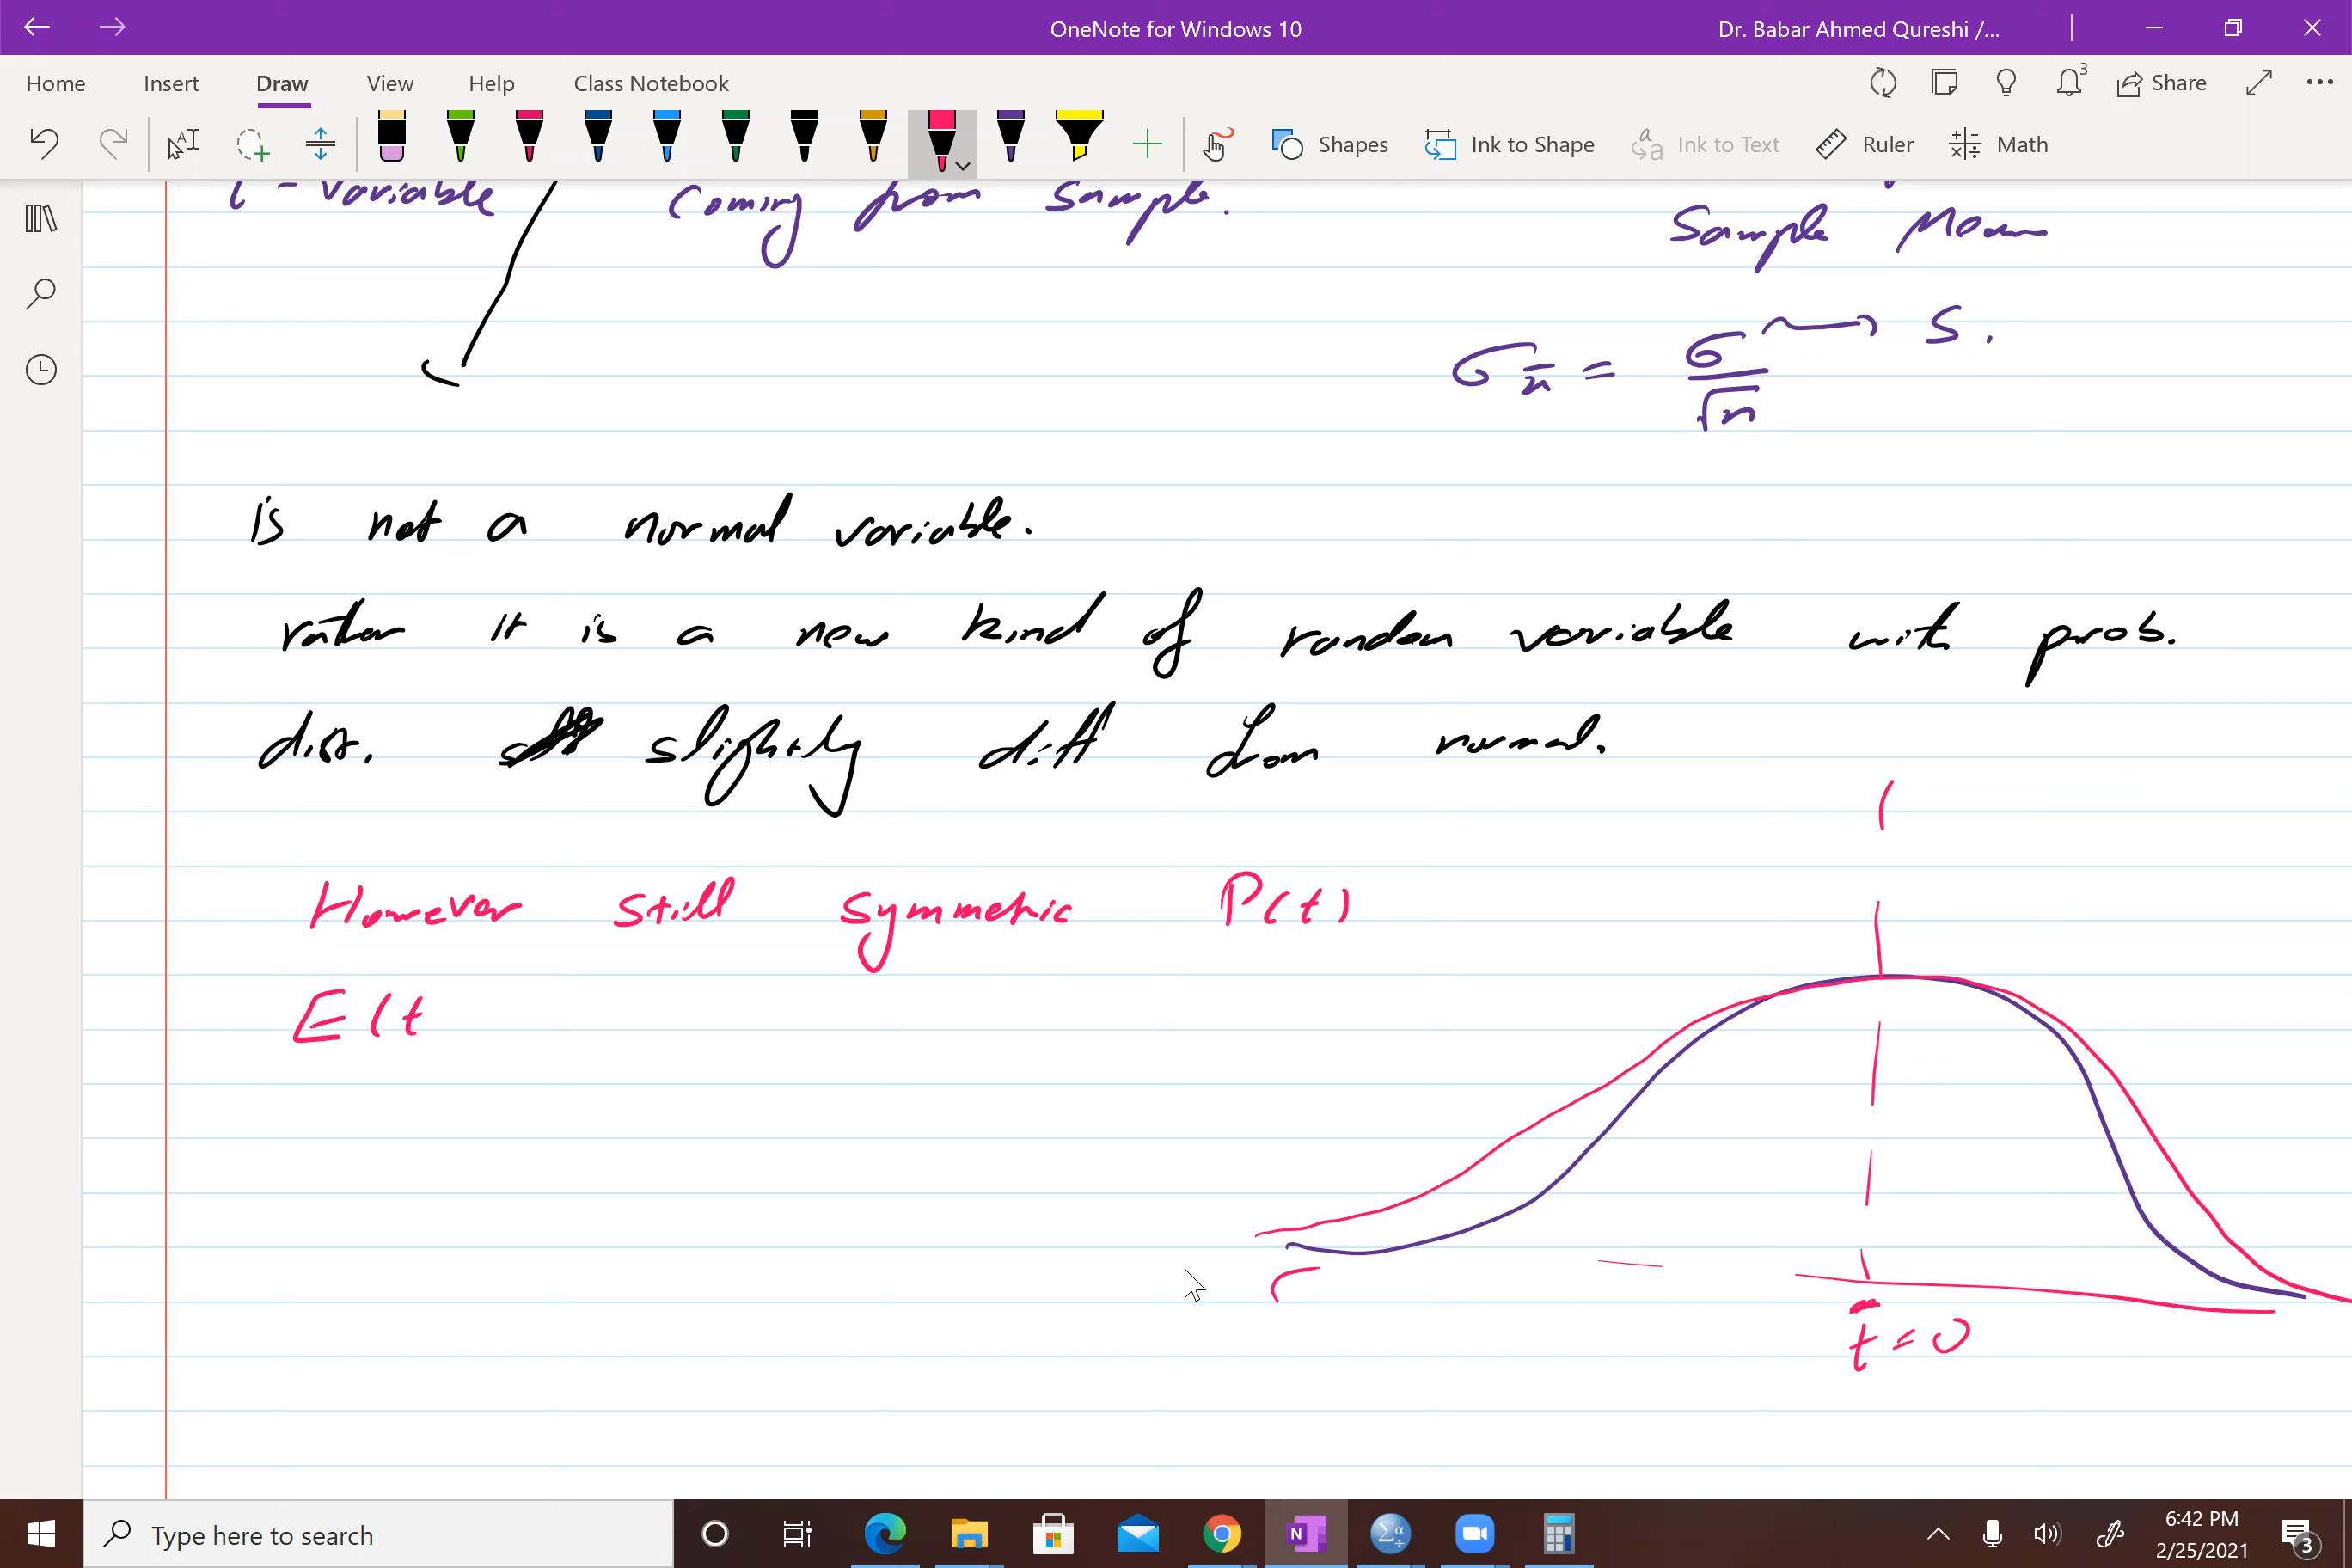 OneNote for Windows 10
Dr. Babar Ahmed Qureshi /...
Home Insert Draw View Help Class Notebook
3
Share
Shapes Ink to Shape Ink to Text Ruler Math
t - variable coming from sample.
Sample Mean
σx̄ = σ/√n → S.
is not a normal variable.
rather it is a new kind of random variable with prob.
dist. slightly diff from normal.
However still symmetric P(t)
E(t
t = 0
Type here to search
6:42 PM
2/25/2021
3